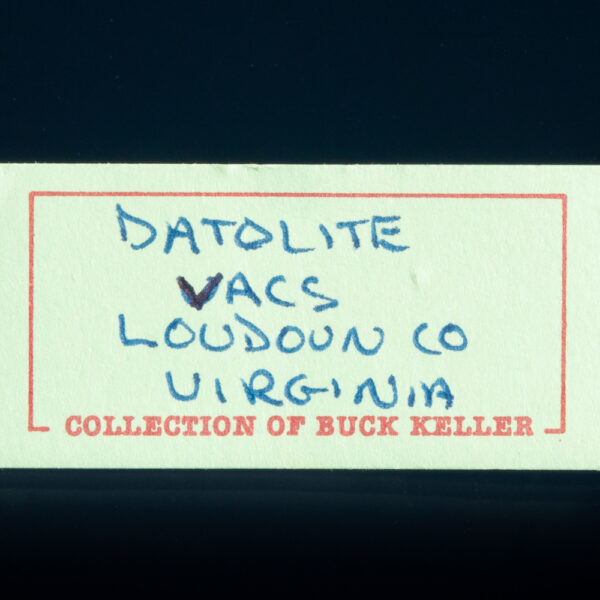 DATOLITE
VACS
LOUDOUN CO
VIRGINIA
COLLECTION OF BUCK KELLER